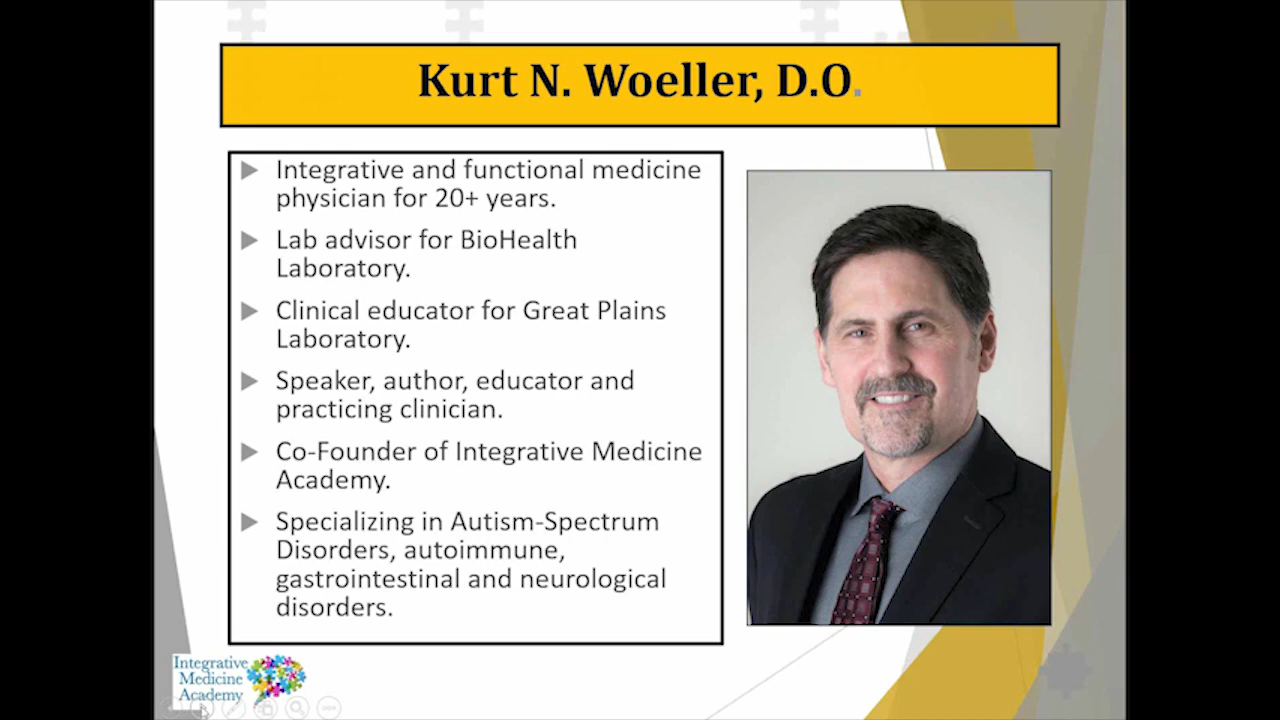 Kurt N. Woeller, D.O.
Integrative and functional medicine
physician for 20+ years.
Lab advisor for BioHealth
Laboratory.
Clinical educator for Great Plains
Laboratory.
Speaker, author, educator and
practicing clinician.
Co-Founder of Integrative Medicine
Academy.
Specializing in Autism-Spectrum
Disorders, autoimmune,
gastrointestinal and neurological
disorders.
Integrative
Medicine
Academy